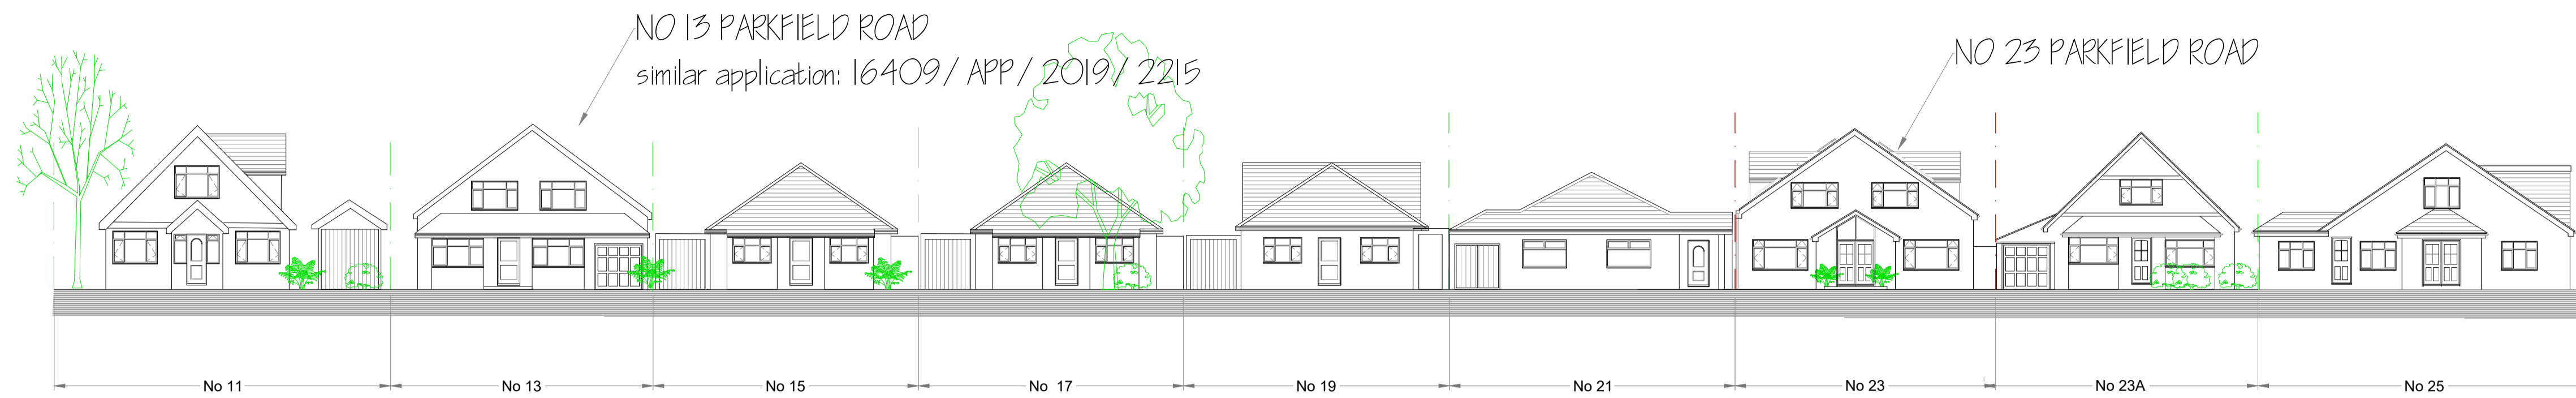 NO 13 PARKFIELD ROAD
similar application: 16409/ APP/ 2019/ 2215
NO 23 PARKFIELD ROAD
No 11
No 13
No 15
No 17
No 19
No 21
No 23
No 23A
No 25